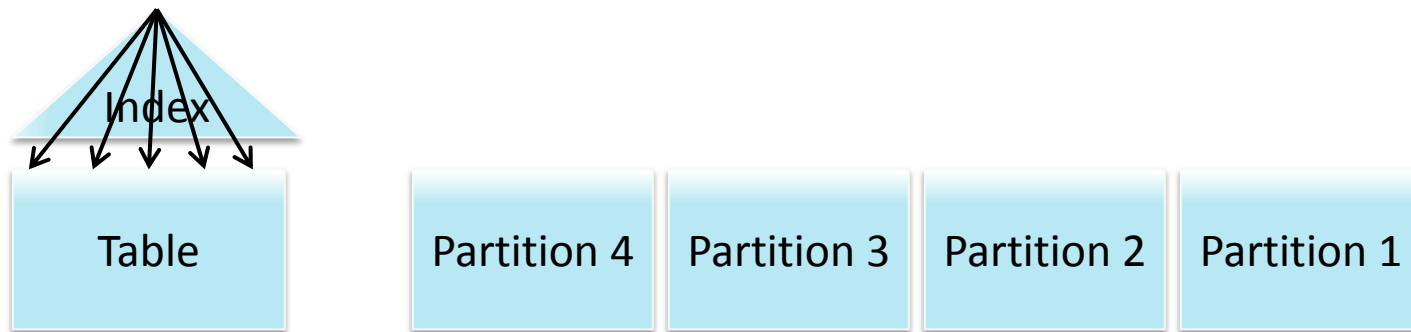 Index
Table
Partition 4
Partition 3
Partition 2
Partition 1